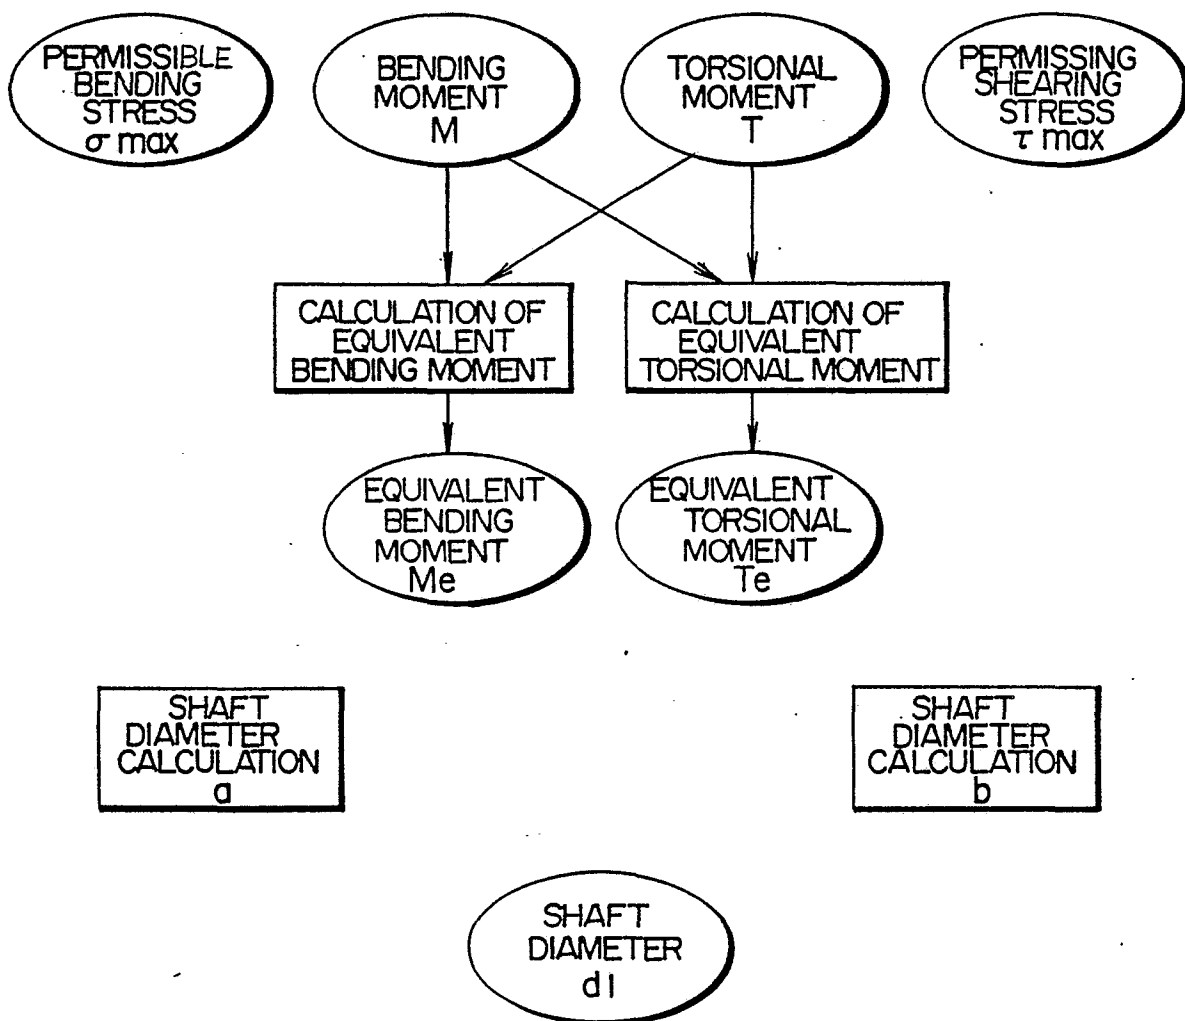 PERMISSIBLE
BENDING
STRESS
σ max
BENDING
MOMENT
M
TORSIONAL
MOMENT
T
PERMISSING
SHEARING
STRESS
τ max
CALCULATION OF
EQUIVALENT
BENDING MOMENT
CALCULATION OF
EQUIVALENT
TORSIONAL MOMENT
EQUIVALENT
BENDING
MOMENT
Me
EQUIVALENT
TORSIONAL
MOMENT
Te
SHAFT
DIAMETER
CALCULATION
a
SHAFT
DIAMETER
CALCULATION
b
SHAFT
DIAMETER
d1